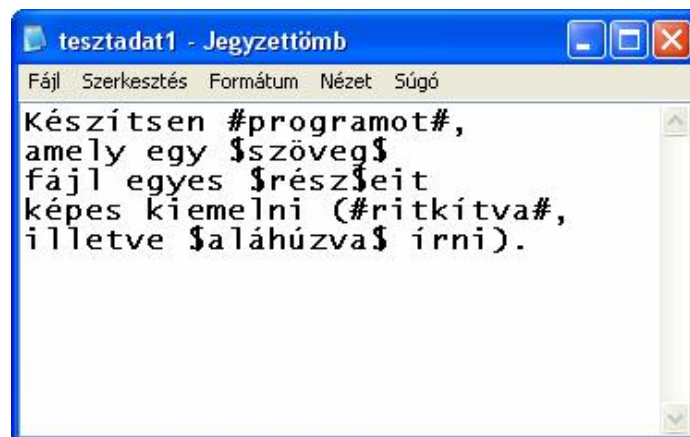 tesztadat1 - Jegyzettömb
Fájl Szerkesztés Formátum Nézet Súgó
Készítsen #programot#,
amely egy $szöveg$
fájl egyes $rész$eit
képes kiemelni (#ritkítva#,
illetve $aláhúzva$ írni).